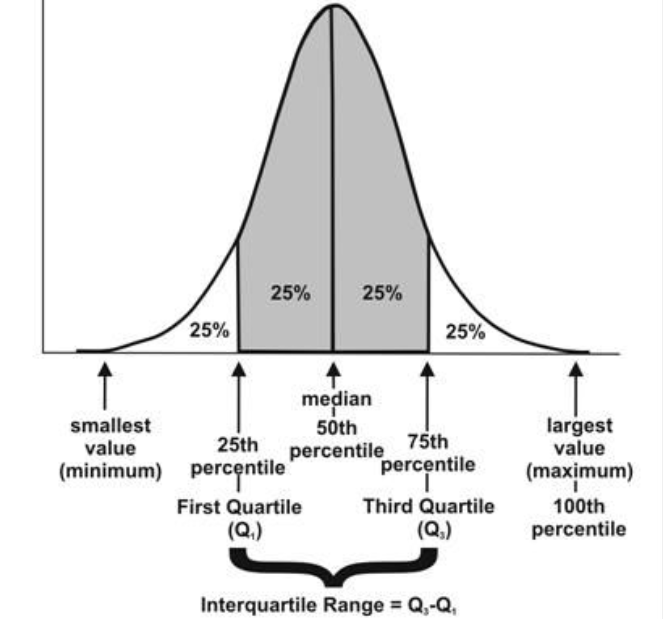 25%
25%
25%
25%
smallest
value
(minimum)
25th
percentile
First Quartile
(Q₁)
median
50th
percentile
75th
percentile
Third Quartile
(Q₃)
largest
value
(maximum)
100th
percentile
Interquartile Range = Q₃-Q₁